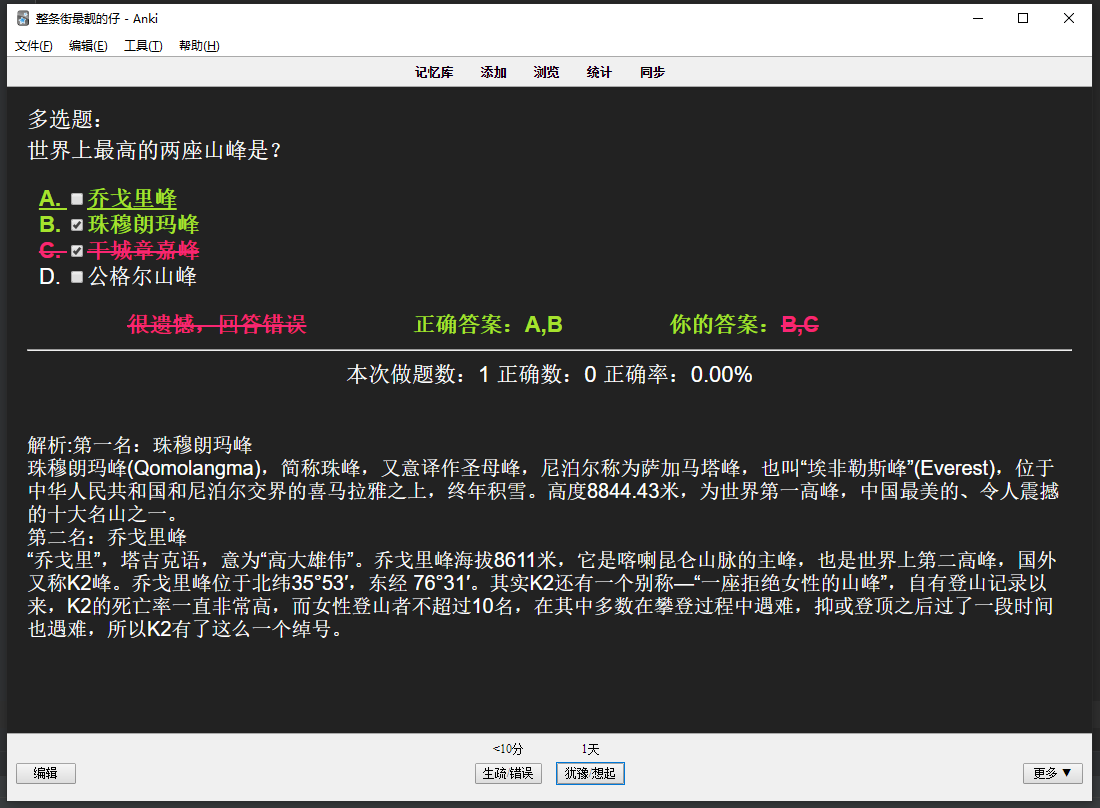 整条街最靓的仔 - Anki
文件(F) 编辑(E) 工具(T) 帮助(H)
记忆库 添加 浏览 统计 同步
多选题：
世界上最高的两座山峰是？
A. 乔戈里峰
B. 珠穆朗玛峰
C. 干城章嘉峰
D. 公格尔山峰
很遗憾，回答错误 正确答案：A,B 你的答案：B,C
本次做题数：1 正确数：0 正确率：0.00%
解析:第一名：珠穆朗玛峰
珠穆朗玛峰(Qomolangma)，简称珠峰，又意译作圣母峰，尼泊尔称为萨加马塔峰，也叫“埃非勒斯峰”(Everest)，位于
中华人民共和国和尼泊尔交界的喜马拉雅之上，终年积雪。高度8844.43米，为世界第一高峰，中国最美的、令人震撼
的十大名山之一。
第二名：乔戈里峰
“乔戈里”，塔吉克语，意为“高大雄伟”。乔戈里峰海拔8611米，它是喀喇昆仑山脉的主峰，也是世界上第二高峰，国外
又称K2峰。乔戈里峰位于北纬35°53′，东经 76°31′。其实K2还有一个别称—“一座拒绝女性的山峰”，自有登山记录以
来，K2的死亡率一直非常高，而女性登山者不超过10名，在其中多数在攀登过程中遇难，抑或登顶之后过了一段时间
也遇难，所以K2有了这么一个绰号。
<10分 1天
编辑 生疏/错误 犹豫/想起 更多 ▼